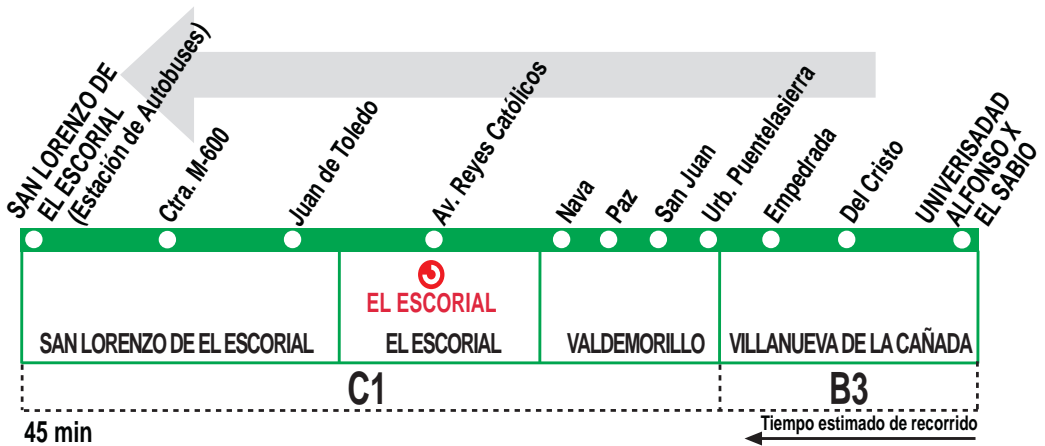 SAN LORENZO DE
EL ESCORIAL
(Estación de Autobuses)
Ctra. M-600
Juan de Toledo
Av. Reyes Católicos
Nava
Paz
San Juan
Urb. Puentelasierra
Empedrada
Del Cristo
UNIVERISADAD
ALFONSO X
EL SABIO
EL ESCORIAL
SAN LORENZO DE EL ESCORIAL
EL ESCORIAL
VALDEMORILLO
VILLANUEVA DE LA CAÑADA
C1
B3
45 min
Tiempo estimado de recorrido